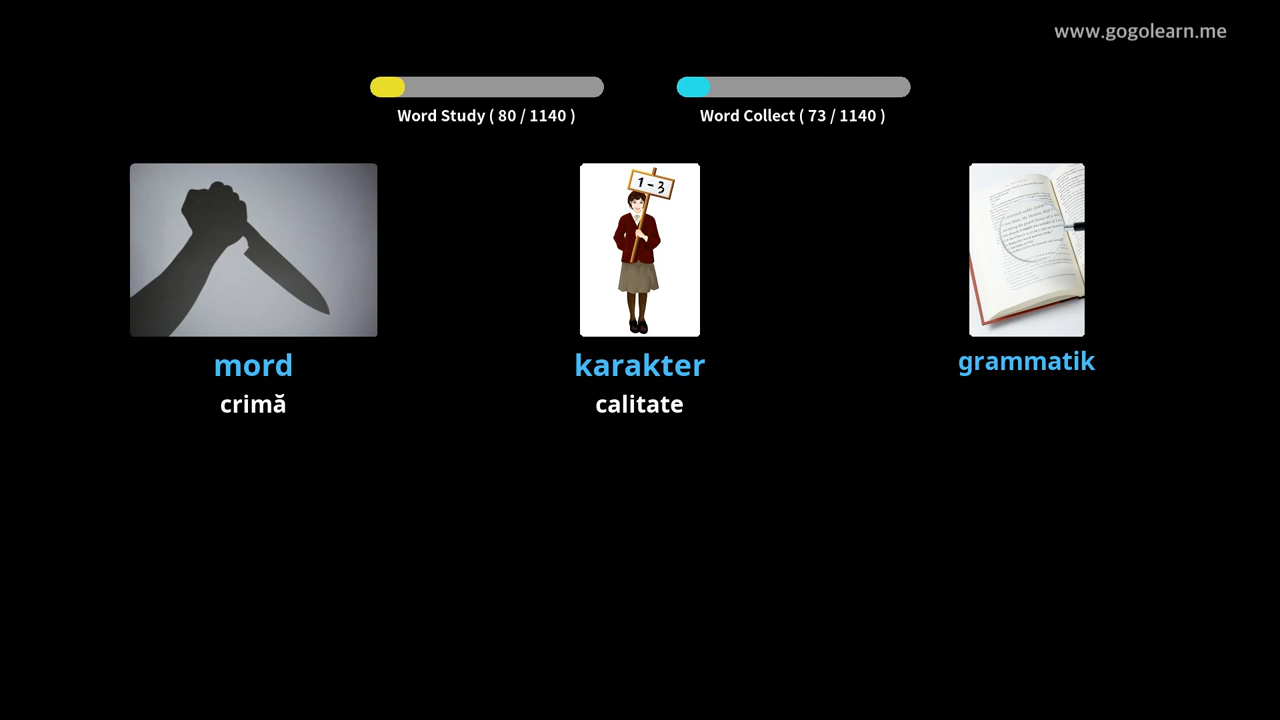 www.gogolearn.me
Word Study ( 80 / 1140 )
Word Collect ( 73 / 1140 )
1 - 3
mord
karakter
grammatik
crimă
calitate